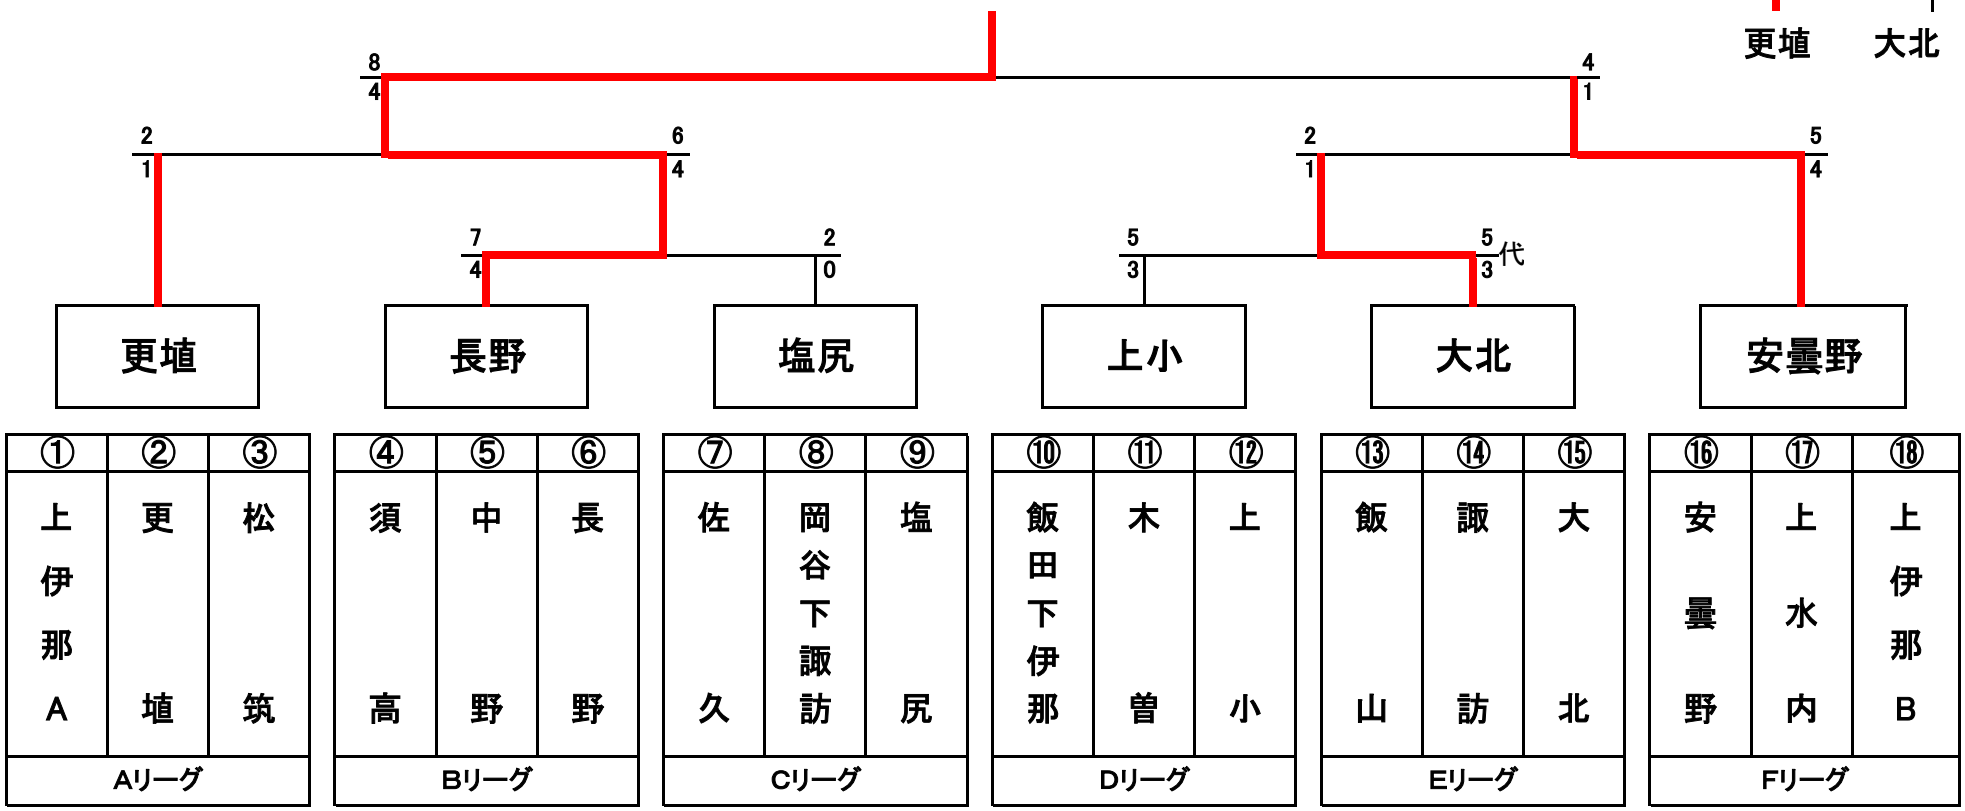 更埴 大北
8 4
4 1
2 6 2 5
1 4 1 4
7 2 5 5代
4 0 3 3
更埴 長野 塩尻 上小 大北 安曇野
① ② ③ ④ ⑤ ⑥ ⑦ ⑧ ⑨ ⑩ ⑪ ⑫ ⑬ ⑭ ⑮ ⑯ ⑰ ⑱
上伊那A
更埴
松筑
須高
中野
長野
佐久
岡谷下諏訪
塩尻
飯田下伊那
木曽
上小
飯山
諏訪
大北
安曇野
上水内
上伊那B
Aリーグ Bリーグ Cリーグ Dリーグ Eリーグ Fリーグ